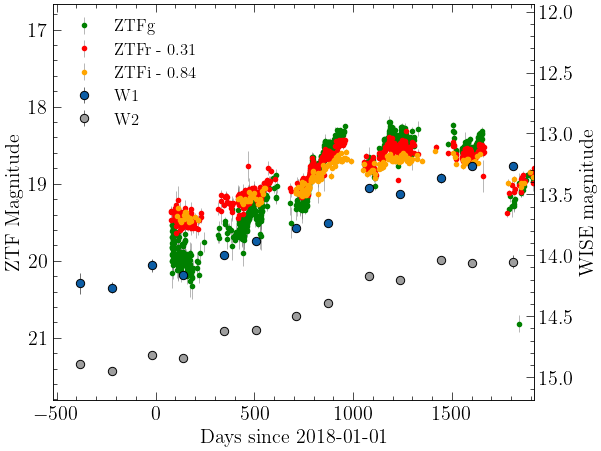 ZTFg
ZTFr - 0.31
ZTFi - 0.84
W1
W2
17
18
19
20
21
ZTF Magnitude
12.0
12.5
13.0
13.5
14.0
14.5
15.0
WISE magnitude
−500
0
500
1000
1500
Days since 2018-01-01